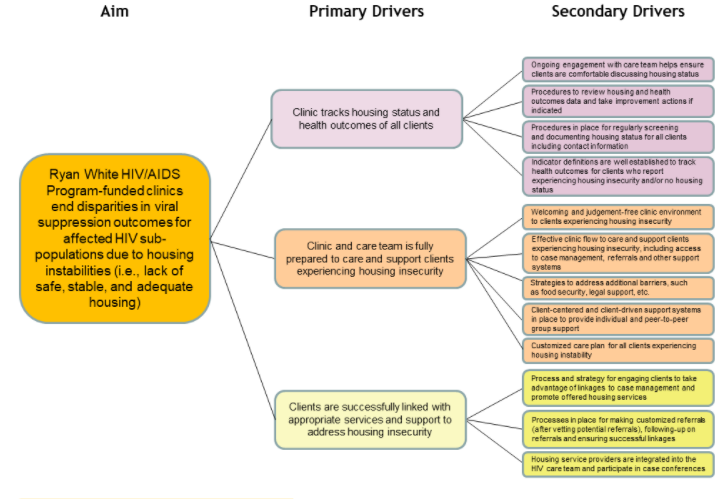 Aim
Primary Drivers
Secondary Drivers
Ryan White HIV/AIDS
Program-funded clinics
end disparities in viral
suppression outcomes for
affected HIV sub-
populations due to housing
instabilities (i.e., lack of
safe, stable, and adequate
housing)
Clinic tracks housing status and
health outcomes of all clients
Ongoing engagement with care team helps ensure
clients are comfortable discussing housing status
Procedures to review housing and health
outcomes data and take improvement actions if
indicated
Procedures in place for regularly screening
and documenting housing status for all clients
including contact information
Indicator definitions are well established to track
health outcomes for clients who report
experiencing housing insecurity and/or no housing
status
Clinic and care team is fully
prepared to care and support clients
experiencing housing insecurity
Welcoming and judgement-free clinic environment
to clients experiencing housing insecurity
Effective clinic flow to care and support clients
experiencing housing insecurity, including access
to case management, referrals and other support
systems
Strategies to address additional barriers, such
as food security, legal support, etc.
Client-centered and client-driven support systems
in place to provide individual and peer-to-peer
group support
Customized care plan for all clients experiencing
housing instability
Clients are successfully linked with
appropriate services and support to
address housing insecurity
Process and strategy for engaging clients to take
advantage of linkages to case management and
promote offered housing services
Processes in place for making customized referrals
(after vetting potential referrals), following-up on
referrals and ensuring successful linkages
Housing service providers are integrated into the
HIV care team and participate in case conferences